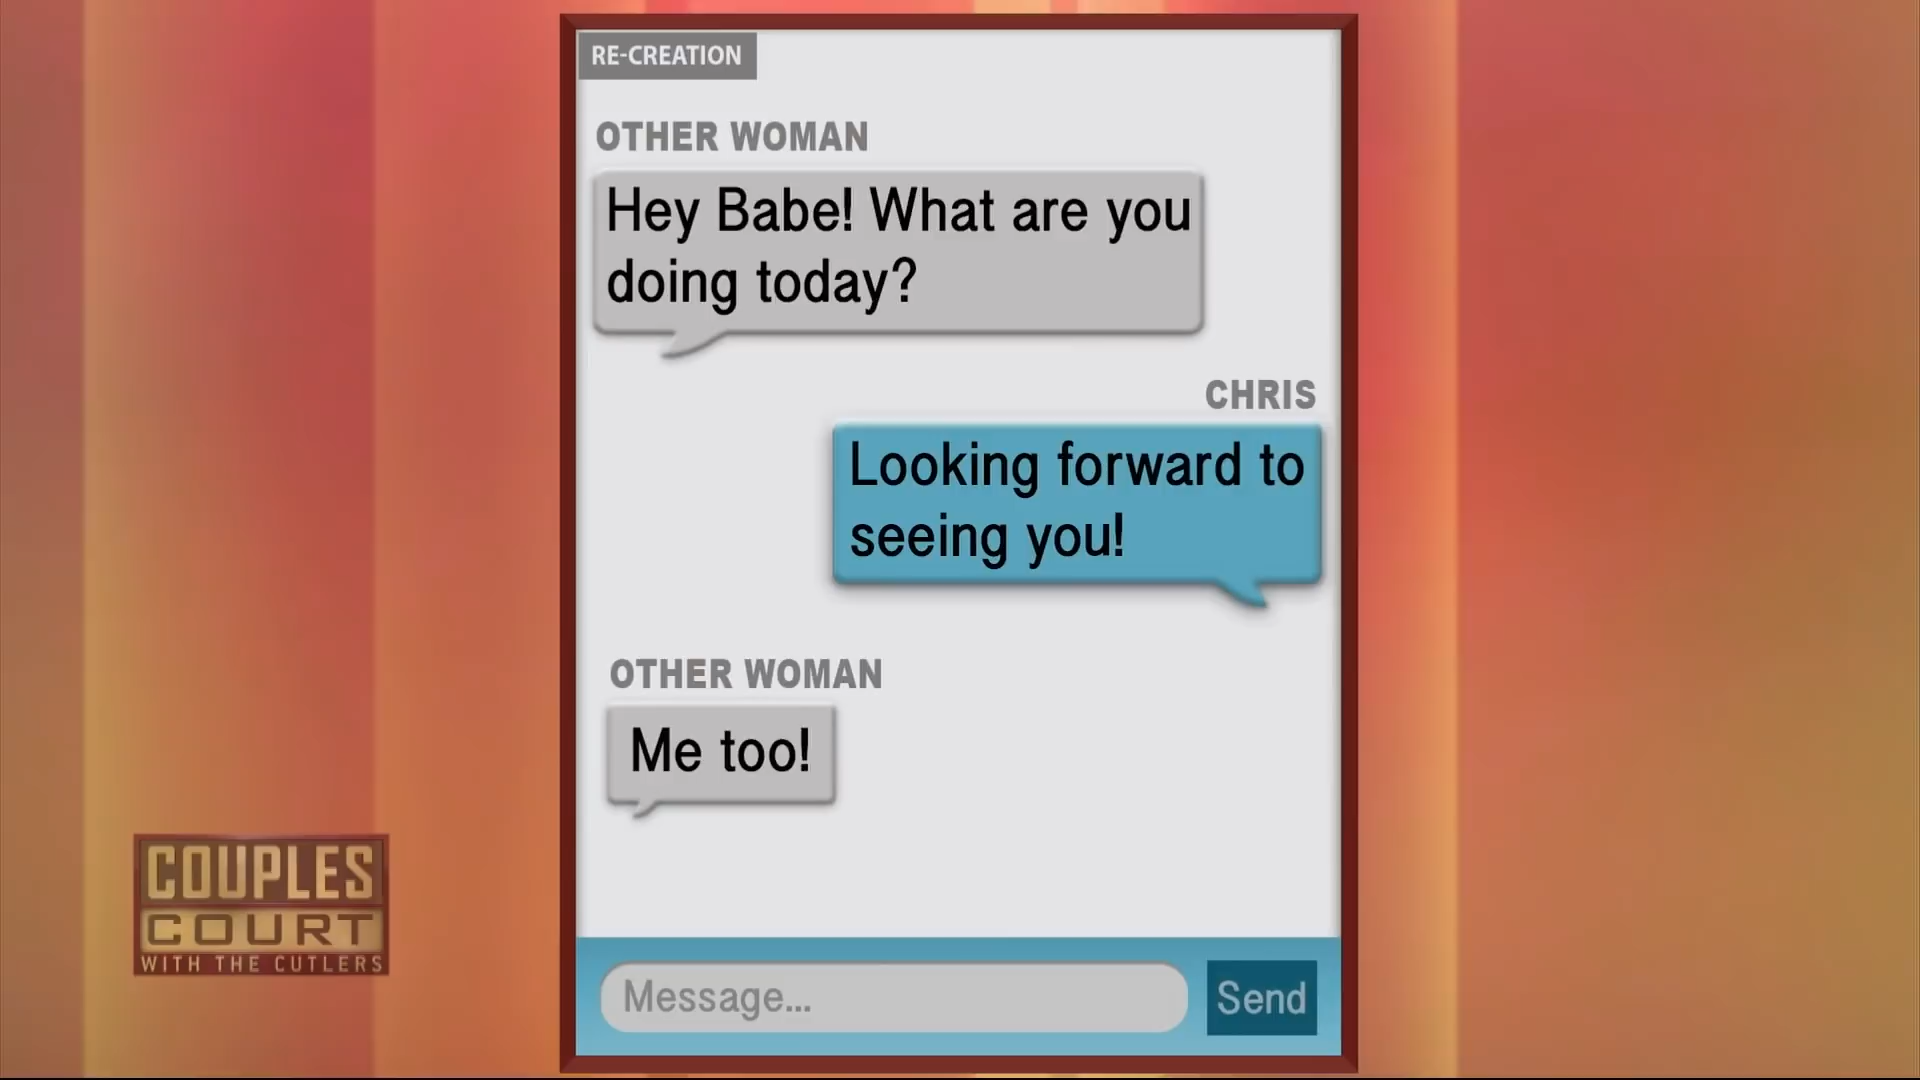 RE-CREATION
OTHER WOMAN
Hey Babe! What are you
doing today?
CHRIS
Looking forward to
seeing you!
OTHER WOMAN
Me too!
Message...
Send
COUPLES
COURT
WITH THE CUTLERS